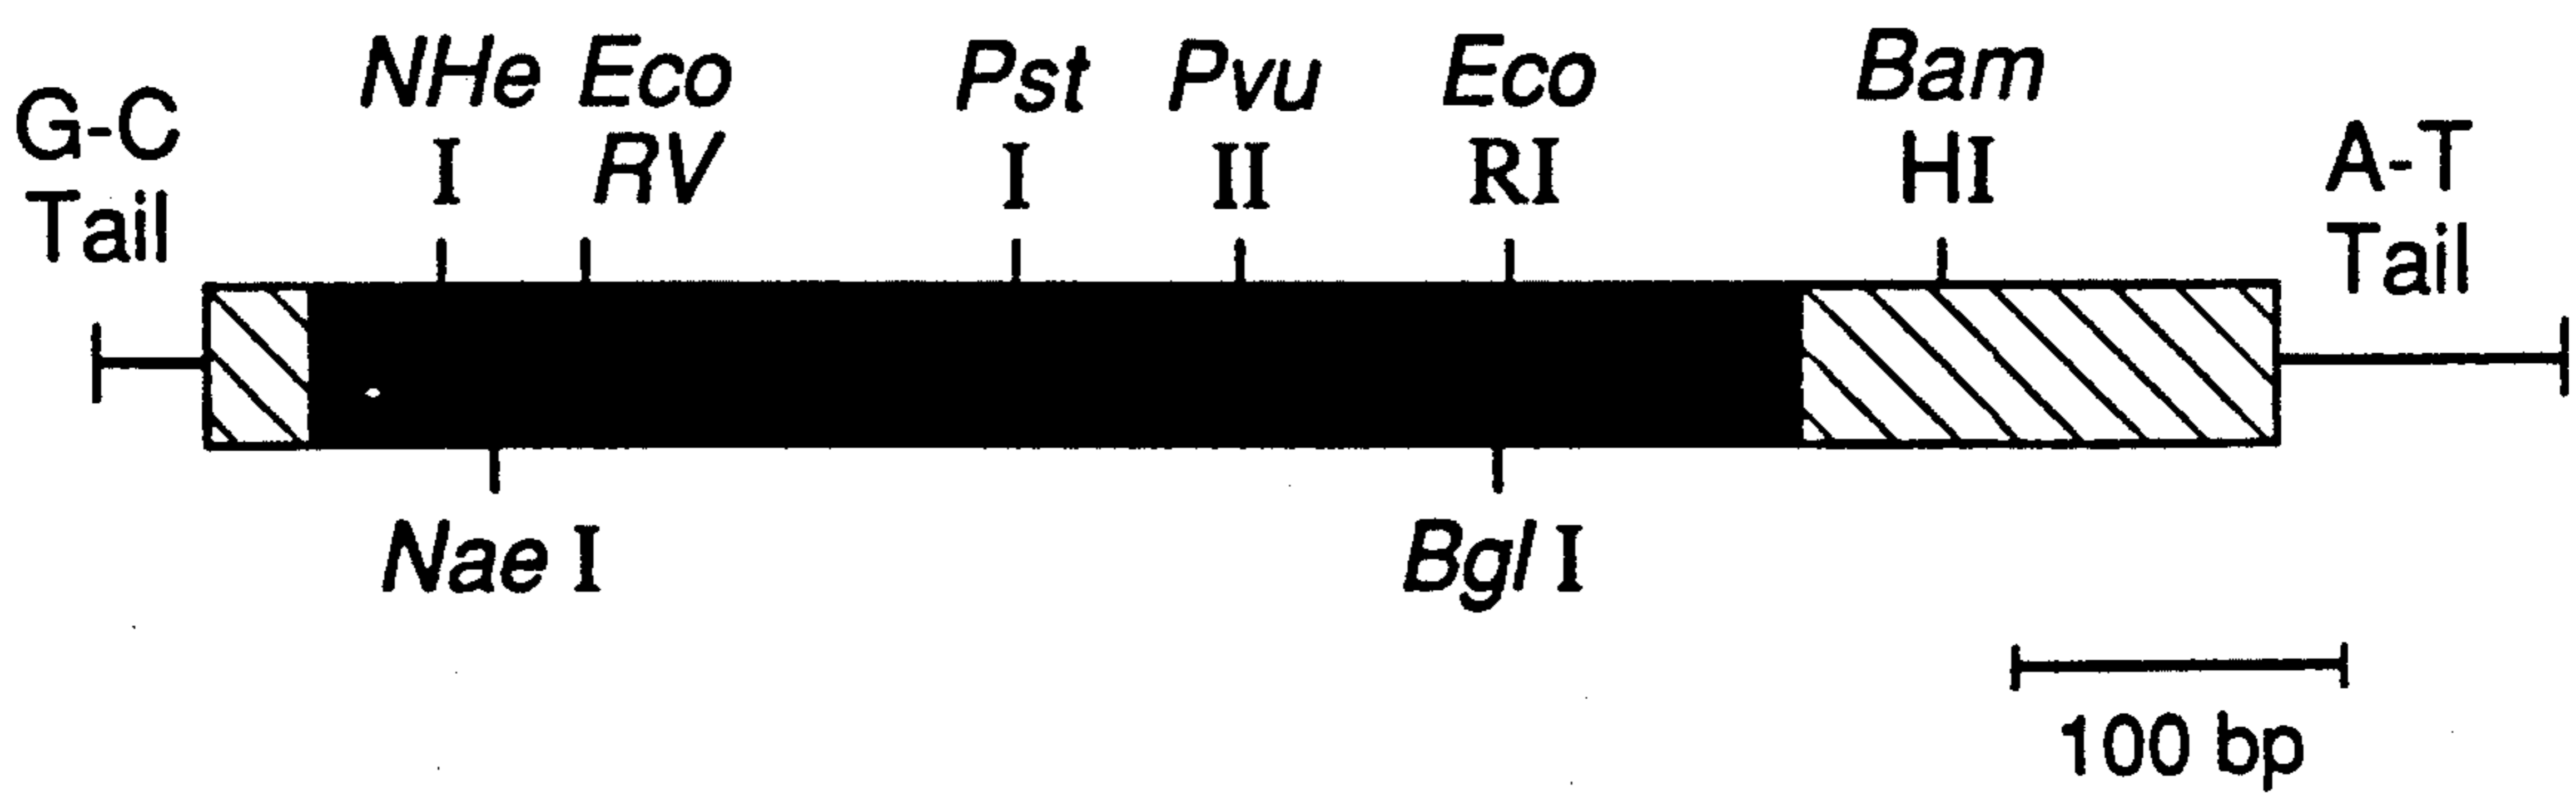 G-C
Tail
NHe
I
Eco
RV
Pst
I
Pvu
II
Eco
RI
Bam
HI
A-T
Tail
Nae I
Bgl I
100 bp